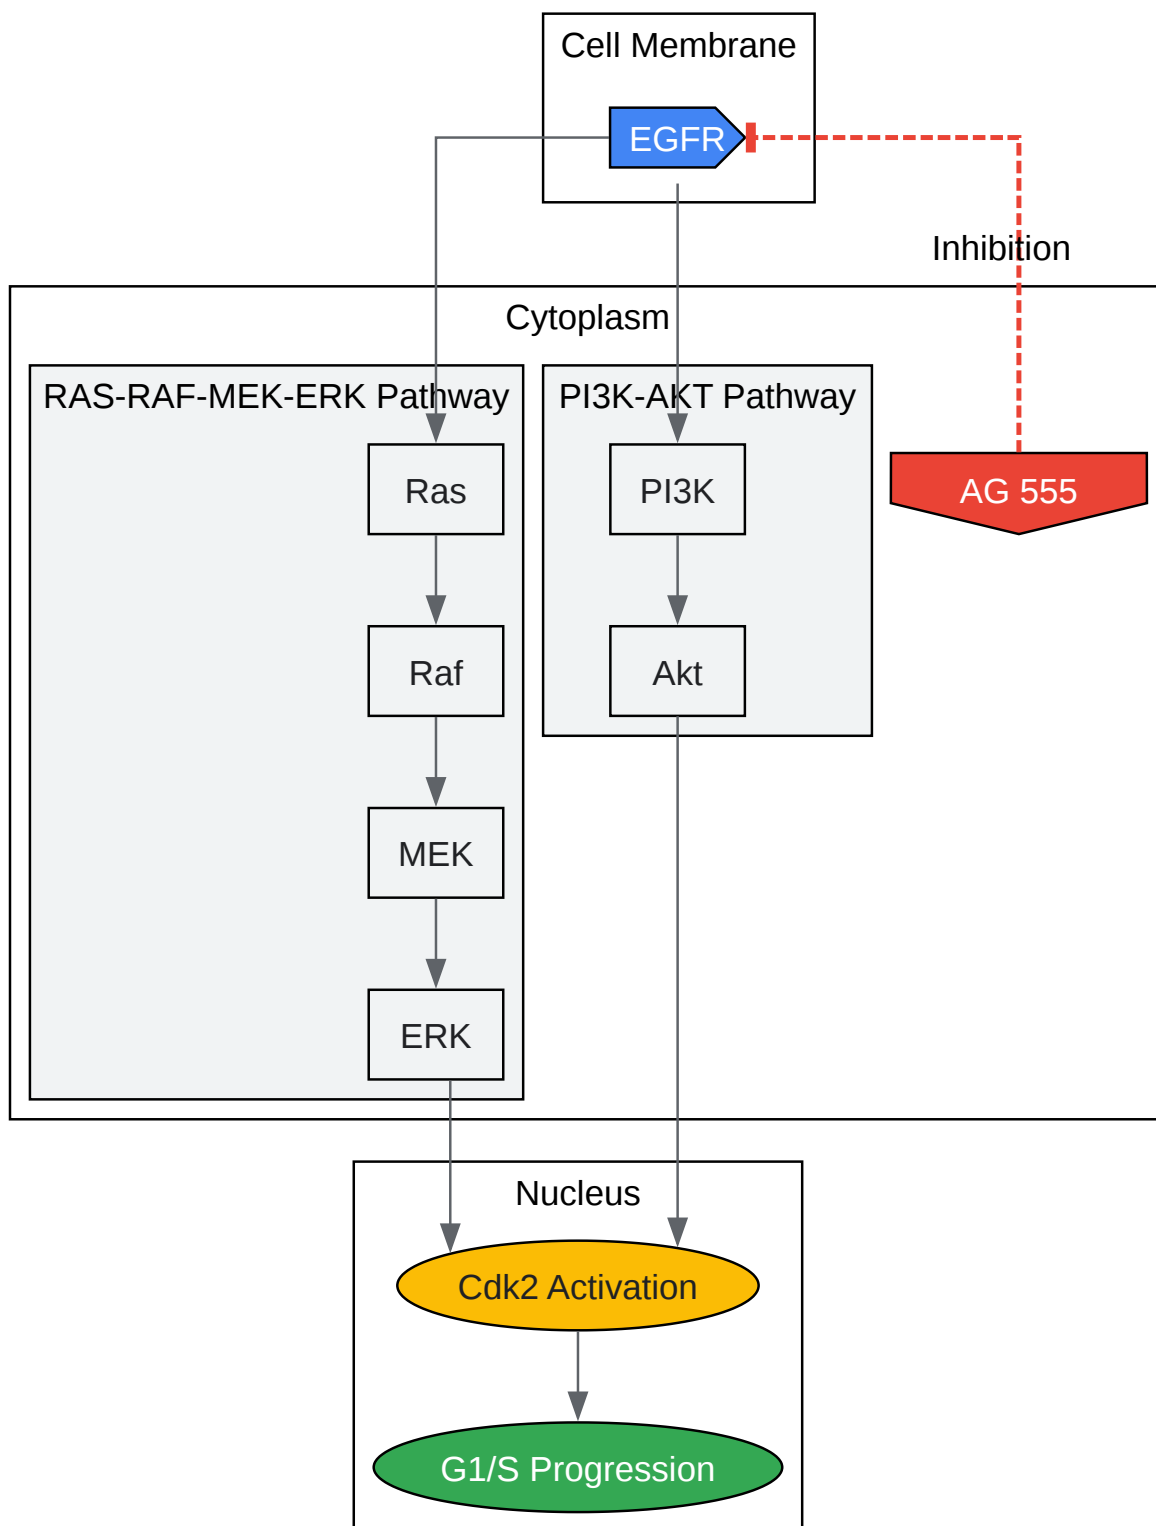 Cell Membrane
EGFR
Inhibition
Cytoplasm
RAS-RAF-MEK-ERK Pathway
PI3K-AKT Pathway
Ras
PI3K
AG 555
Raf
Akt
MEK
ERK
Nucleus
Cdk2 Activation
G1/S Progression